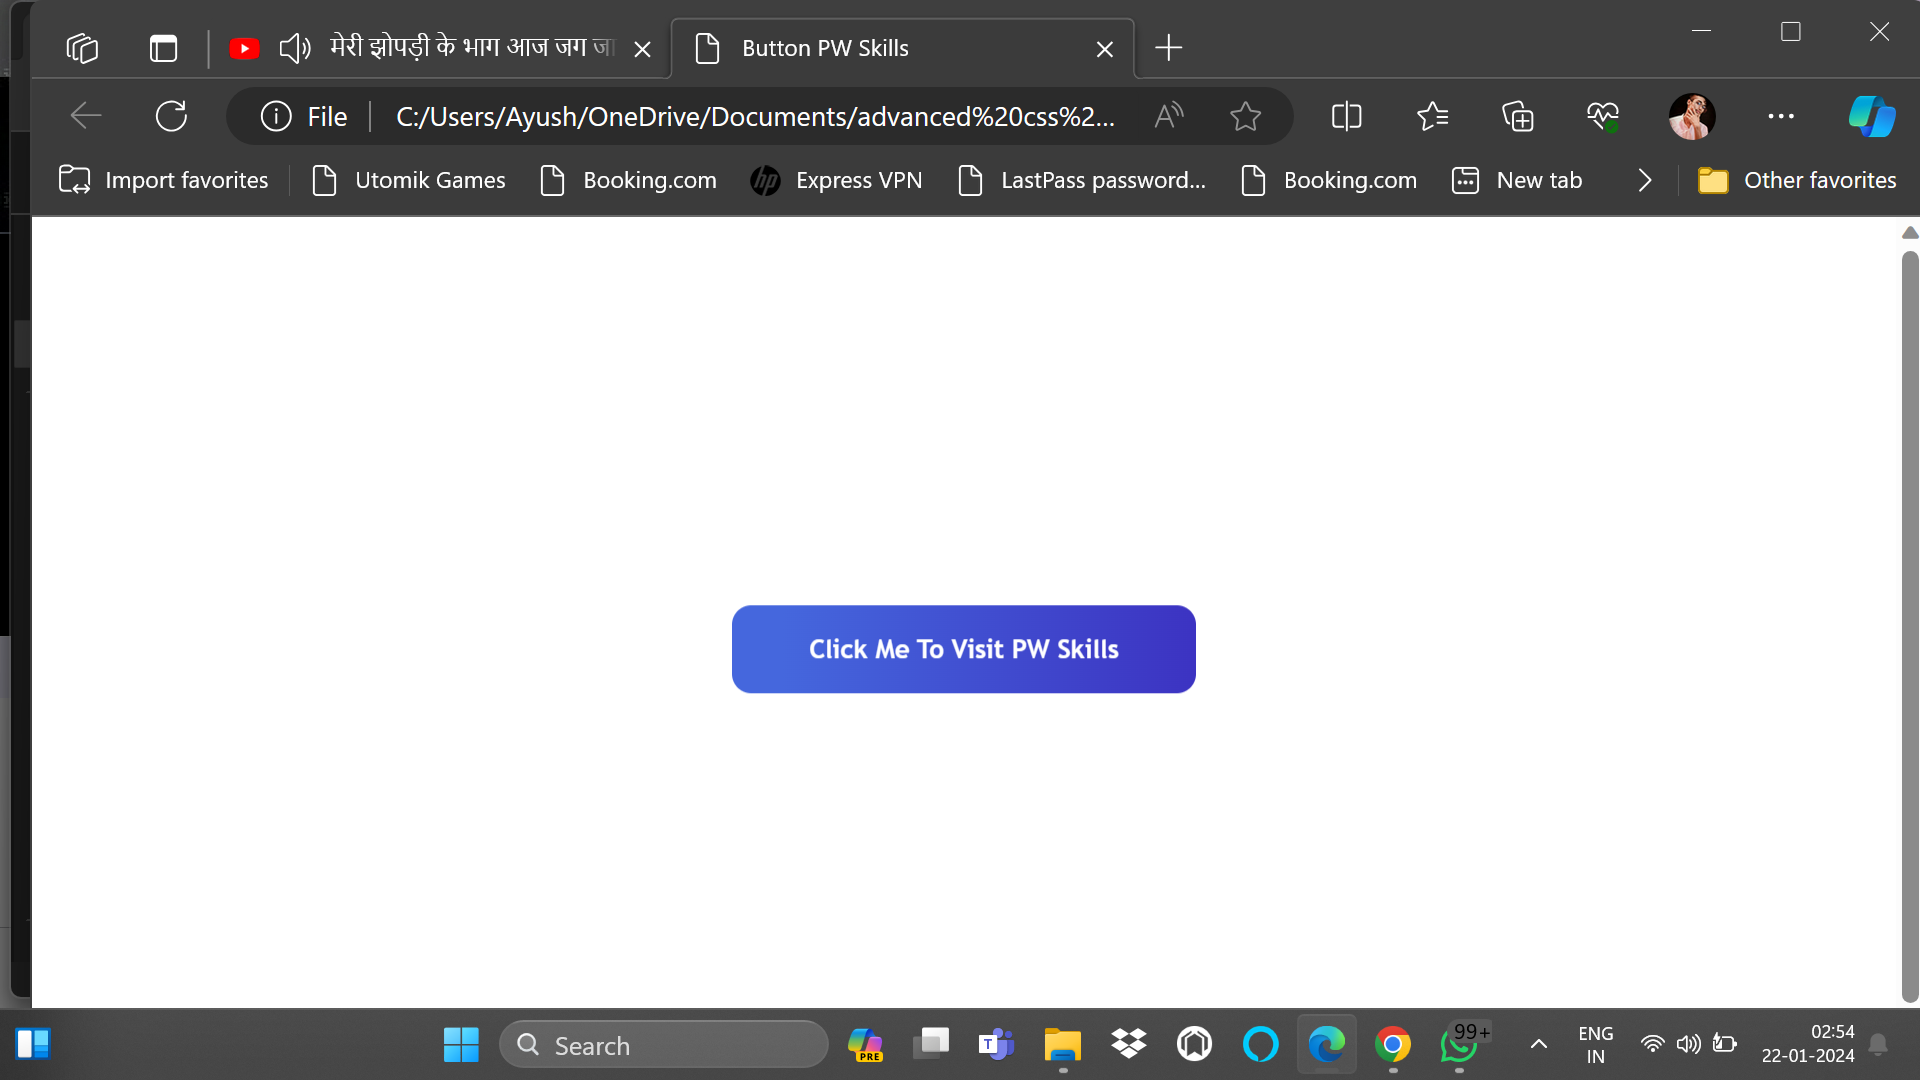 मेरी झोपड़ी के भाग आज जग जा
Button PW Skills
File
C:/Users/Ayush/OneDrive/Documents/advanced%20css%2...
Import favorites
Utomik Games
Booking.com
Express VPN
LastPass password...
Booking.com
New tab
Other favorites
Click Me To Visit PW Skills
Search
PRE
99+
ENG
IN
02:54
22-01-2024